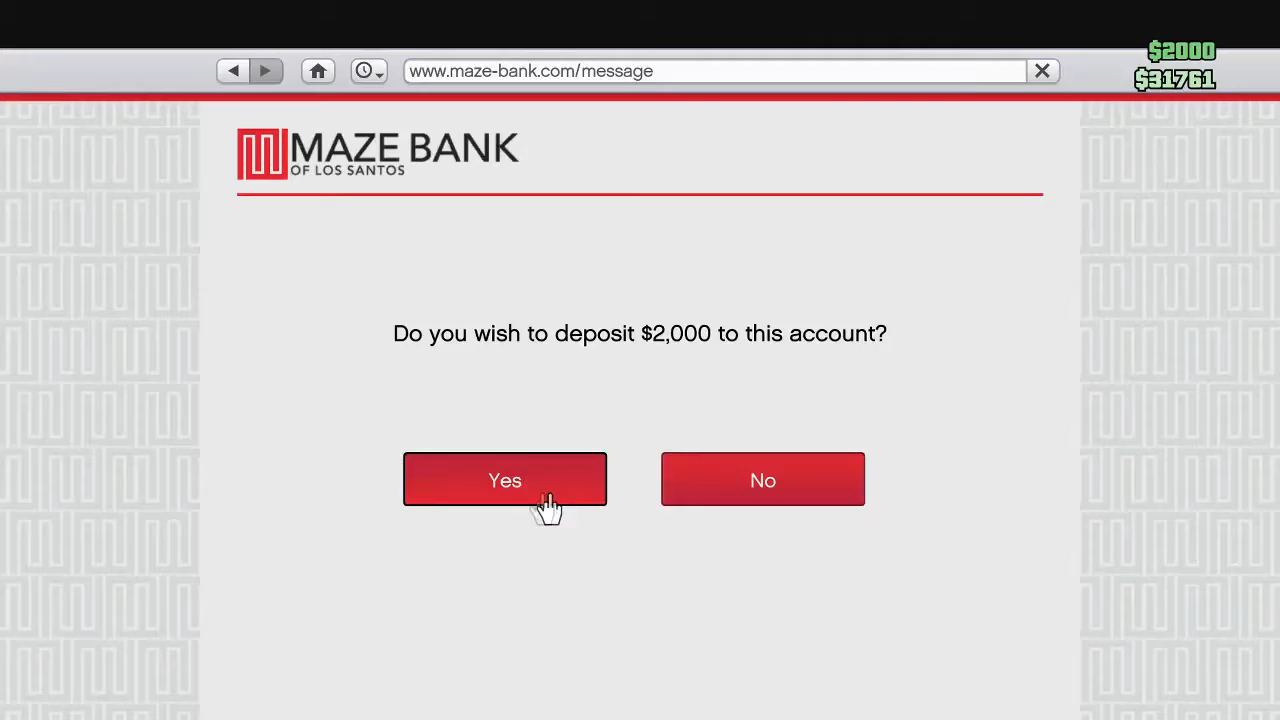 $2000
www.maze-bank.com/message
$31761
MAZE BANK
OF LOS SANTOS
Do you wish to deposit $2,000 to this account?
Yes
No